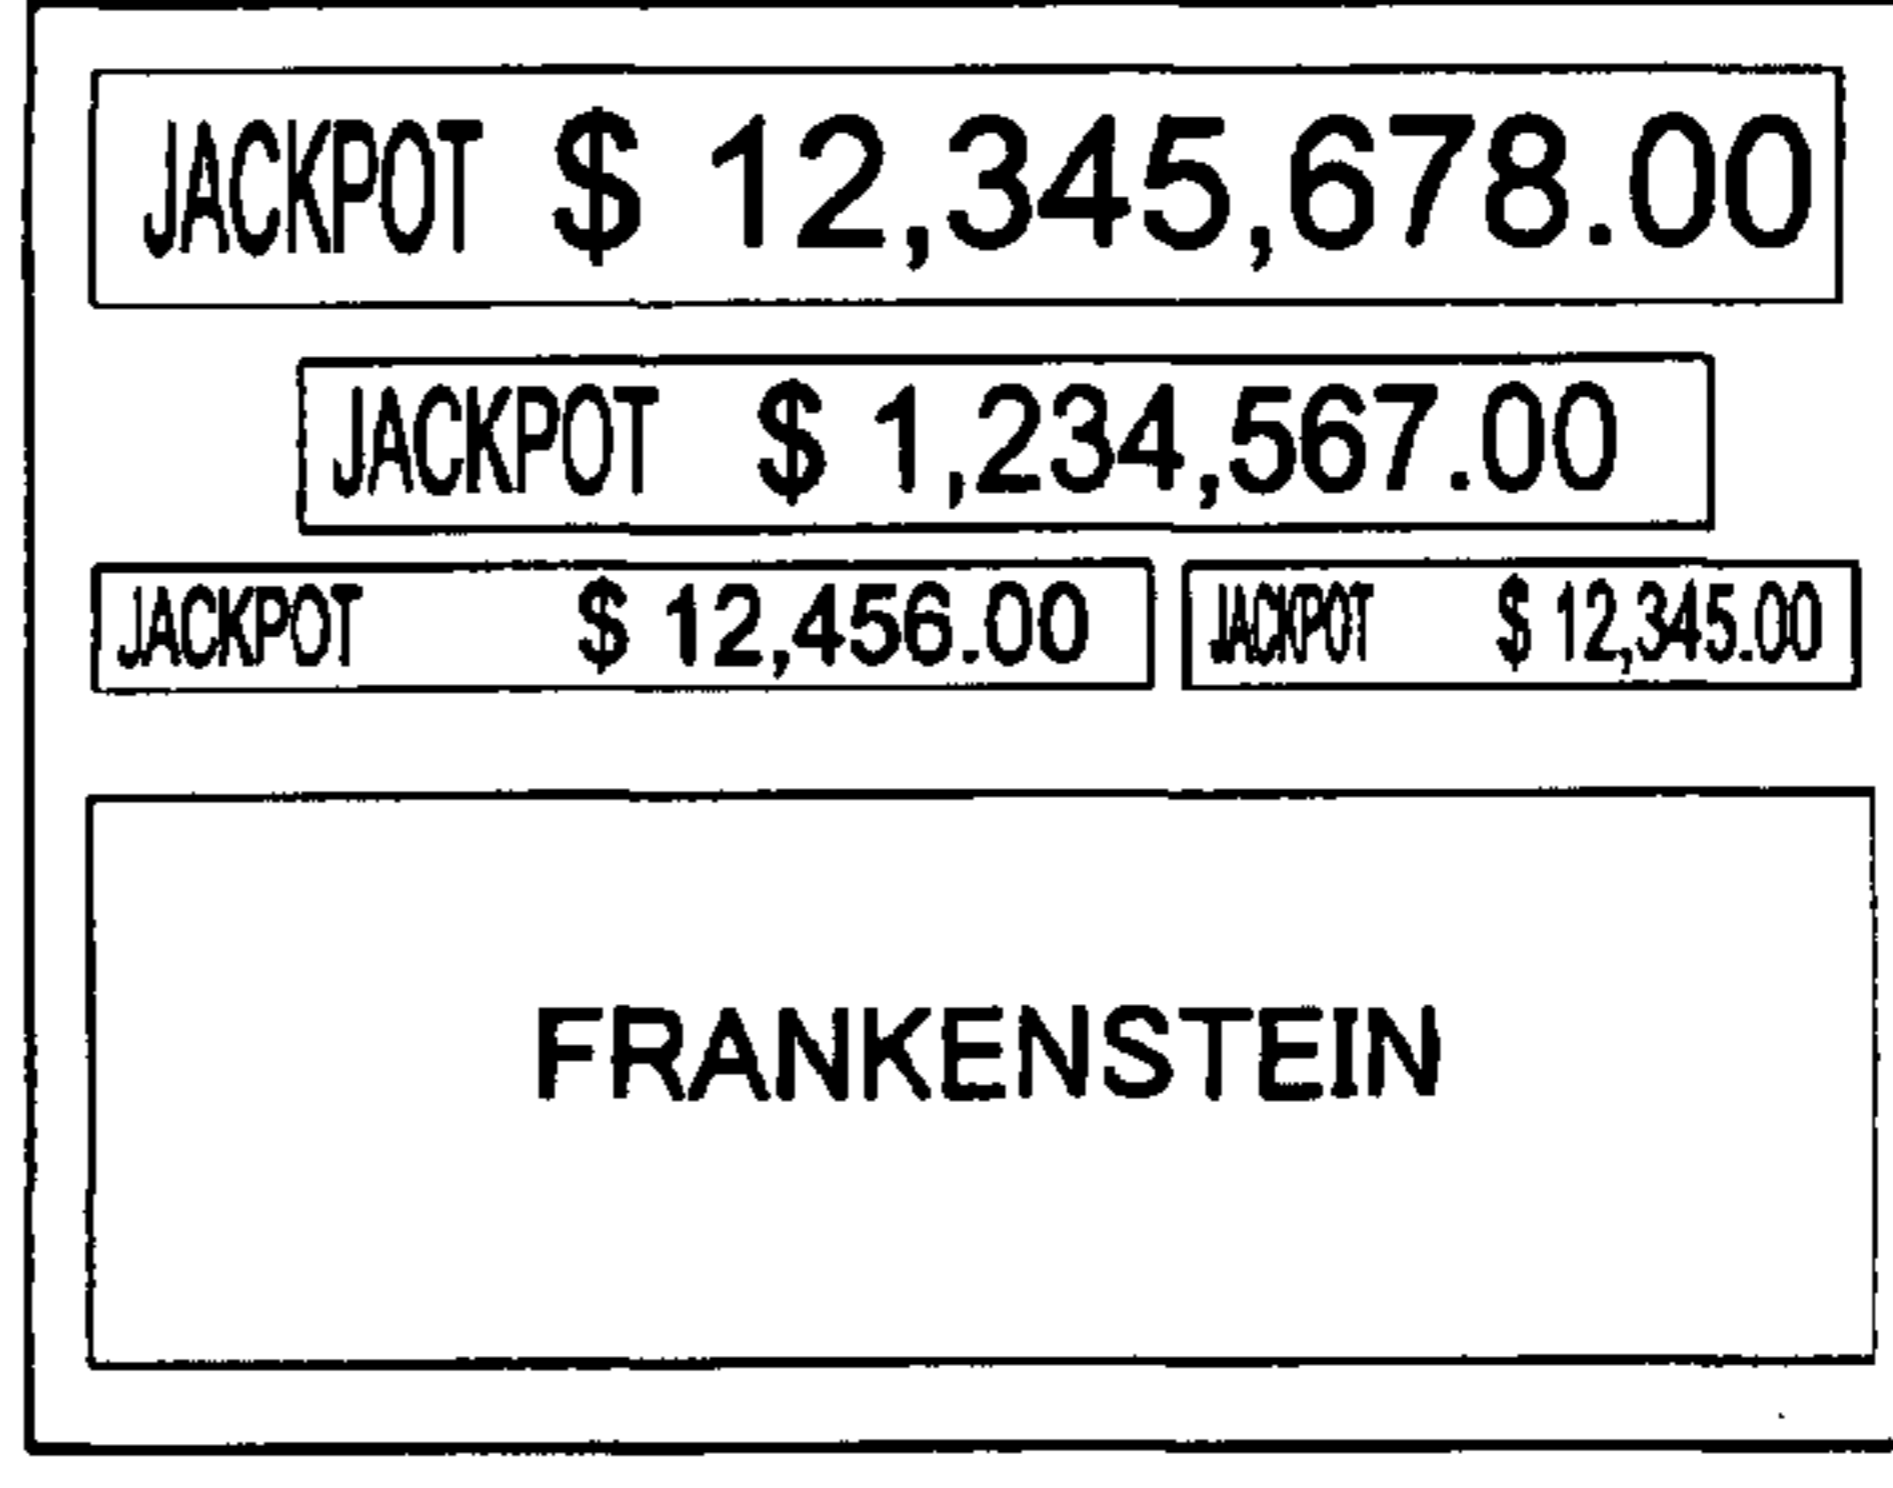 JACKPOT $ 12,345,678.00
JACKPOT $ 1,234,567.00
JACKPOT $ 12,456.00 JACKPOT $ 12,345.00
FRANKENSTEIN